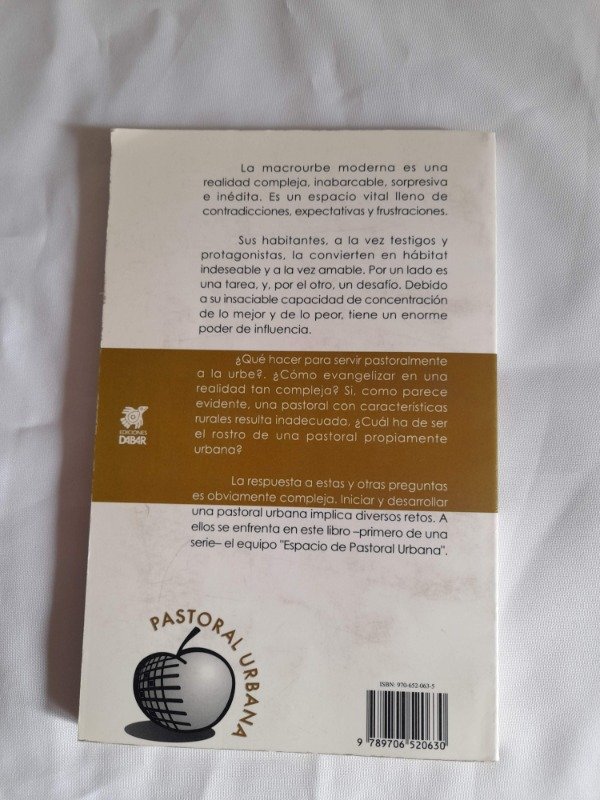 La macrourbe moderna es una
realidad compleja, inabarcable, sorpresiva
e inédita. Es un espacio vital lleno de
contradicciones, expectativas y frustraciones.
Sus habitantes, a la vez testigos y
protagonistas, la convierten en hábitat
indeseable y a la vez amable. Por un lado es
una tarea, y, por el otro, un desafío. Debido
a su insaciable capacidad de concentración
de lo mejor y de lo peor, tiene un enorme
poder de influencia.
¿Qué hacer para servir pastoralmente
a la urbe?. ¿Cómo evangelizar en una
realidad tan compleja? Si, como parece
evidente, una pastoral con características
rurales resulta inadecuada, ¿Cuál ha de ser
el rostro de una pastoral propiamente
urbana?
EDICIONES
DABAR
La respuesta a estas y otras preguntas
es obviamente compleja. Iniciar y desarrollar
una pastoral urbana implica diversos retos. A
ellos se enfrenta en este libro –primero de una
serie– el equipo "Espacio de Pastoral Urbana".
PASTORAL URBANA
ISBN: 970-652-063-5
9 789706 520630